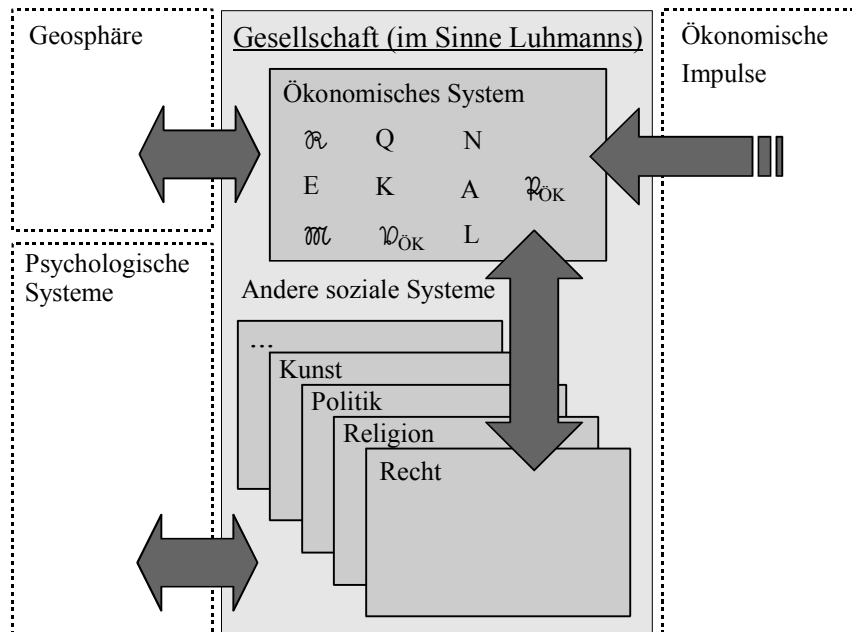 Geosphäre
Gesellschaft (im Sinne Luhmanns)
Ökonomische
Impulse
Ökonomisches System
ℜ Q N
E K A 𝔓ÖK
𝔐 𝔇ÖK L
Psychologische
Systeme
Andere soziale Systeme
...
Kunst
Politik
Religion
Recht